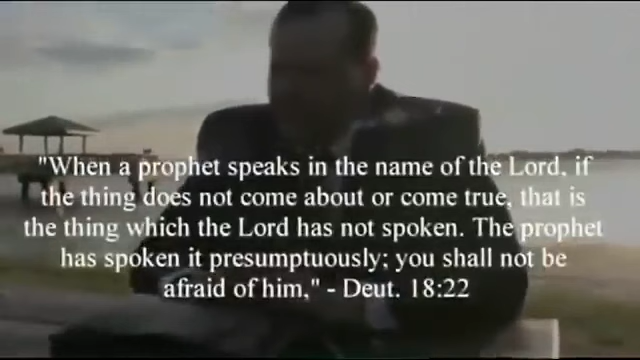 "When a prophet speaks in the name of the Lord, if
the thing does not come about or come true, that is
the thing which the Lord has not spoken. The prophet
has spoken it presumptuously; you shall not be
afraid of him," - Deut. 18:22